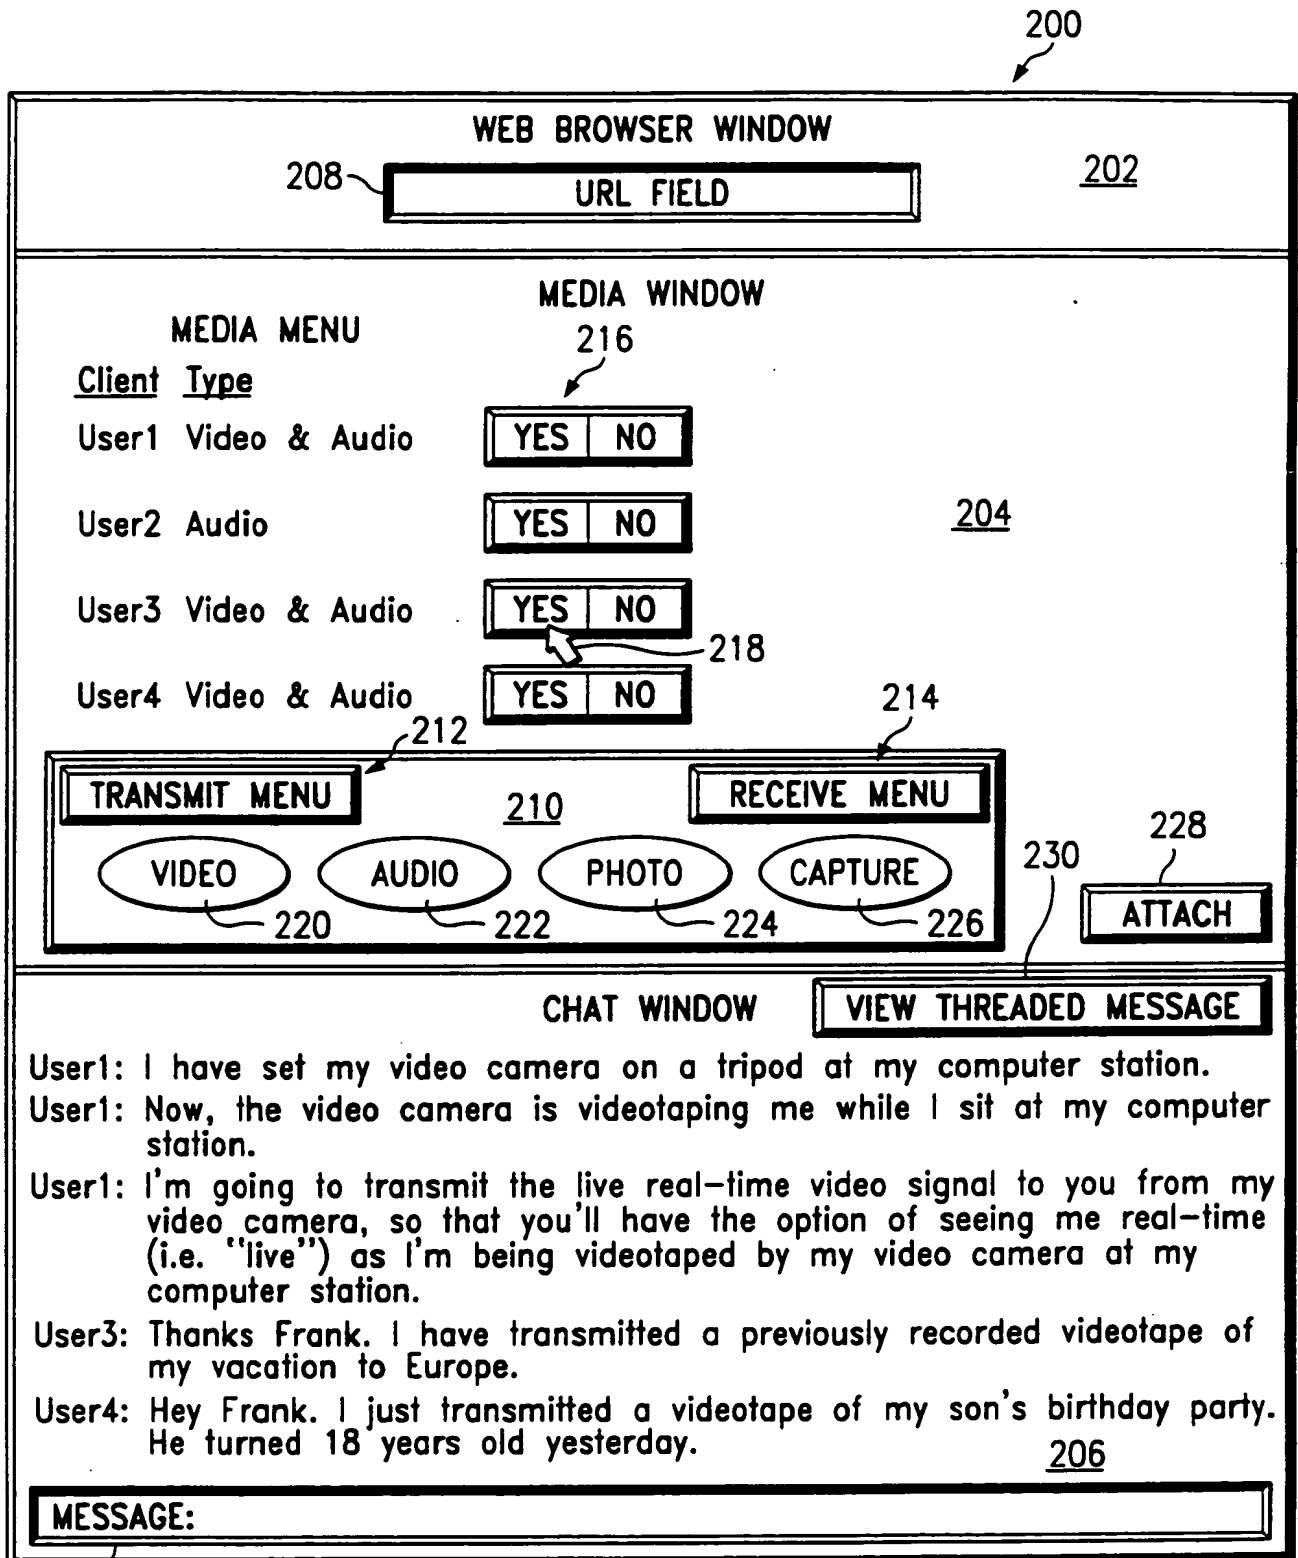 200
WEB BROWSER WINDOW
208
URL FIELD
202
MEDIA WINDOW
MEDIA MENU
216
Client Type
User1 Video & Audio YES NO
User2 Audio YES NO
204
User3 Video & Audio YES NO
218
User4 Video & Audio YES NO
212
214
TRANSMIT MENU
210
RECEIVE MENU
228
230
VIDEO AUDIO PHOTO CAPTURE
ATTACH
220 222 224 226
CHAT WINDOW
VIEW THREADED MESSAGE
User1: I have set my video camera on a tripod at my computer station.
User1: Now, the video camera is videotaping me while I sit at my computer
station.
User1: I'm going to transmit the live real-time video signal to you from my
video camera, so that you'll have the option of seeing me real-time
(i.e. "live") as I'm being videotaped by my video camera at my
computer station.
User3: Thanks Frank. I have transmitted a previously recorded videotape of
my vacation to Europe.
User4: Hey Frank. I just transmitted a videotape of my son's birthday party.
He turned 18 years old yesterday.
206
MESSAGE: